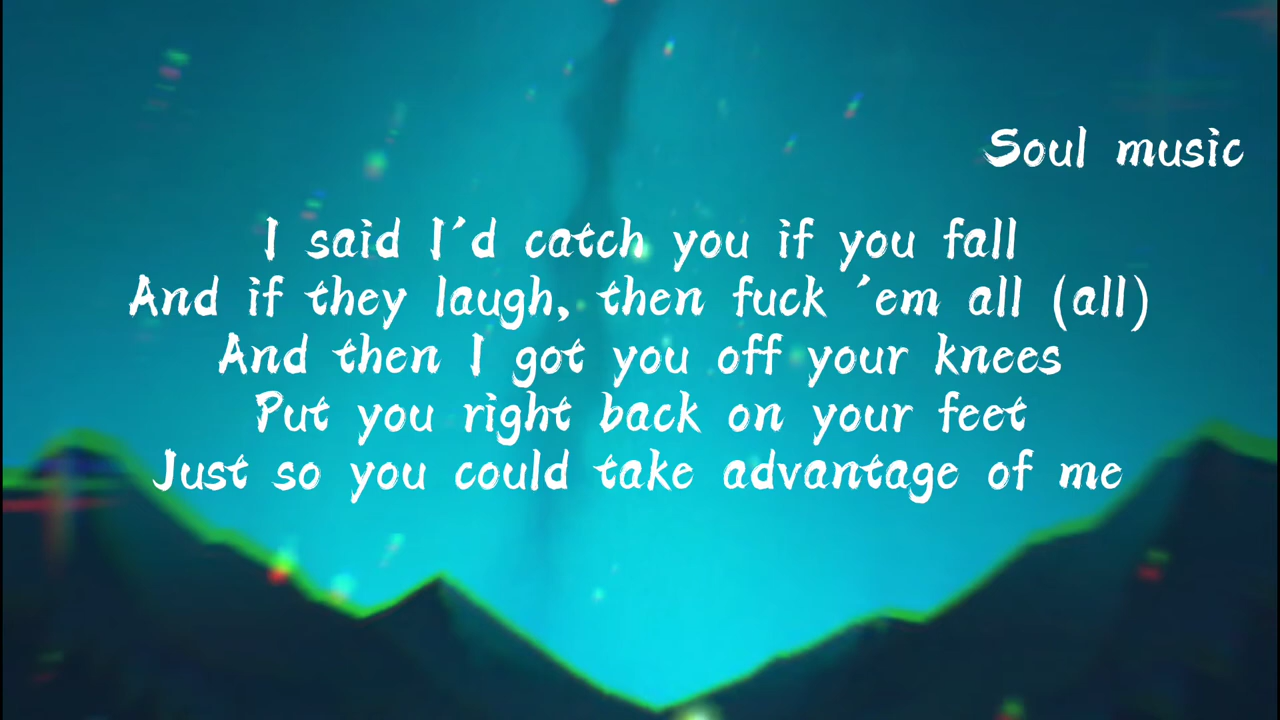 Soul music
I said I'd catch you if you fall
And if they laugh, then fuck 'em all (all)
And then I got you off your knees
Put you right back on your feet
Just so you could take advantage of me